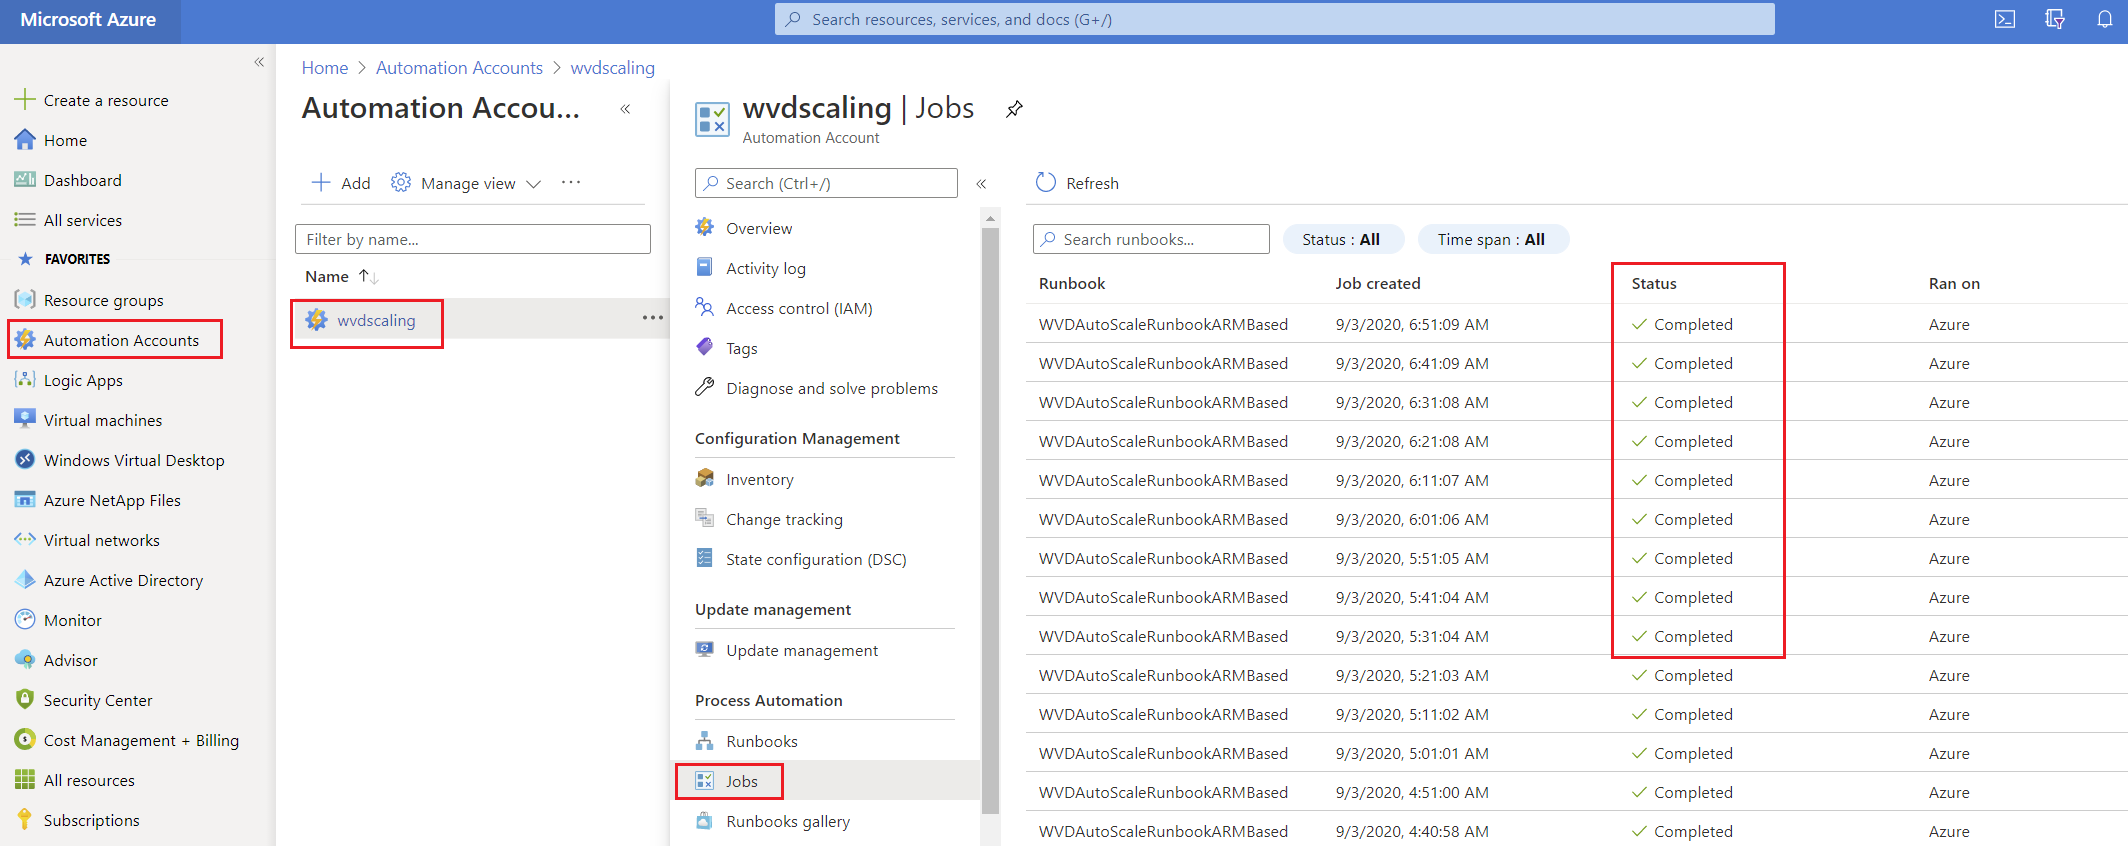 Microsoft Azure
Search resources, services, and docs (G+/)
Create a resource
Home
Dashboard
All services
FAVORITES
Resource groups
Automation Accounts
Logic Apps
Virtual machines
Windows Virtual Desktop
Azure NetApp Files
Virtual networks
Azure Active Directory
Monitor
Advisor
Security Center
Cost Management + Billing
All resources
Subscriptions
Home > Automation Accounts > wvdscaling
Automation Accou...
Add Manage view ...
Filter by name...
Name
wvdscaling
wvdscaling | Jobs
Automation Account
Search (Ctrl+/)
Overview
Activity log
Access control (IAM)
Tags
Diagnose and solve problems
Configuration Management
Inventory
Change tracking
State configuration (DSC)
Update management
Update management
Process Automation
Runbooks
Jobs
Runbooks gallery
Refresh
Search runbooks... Status : All Time span : All
Runbook Job created Status Ran on
WVDAutoScaleRunbookARMBased 9/3/2020, 6:51:09 AM Completed Azure
WVDAutoScaleRunbookARMBased 9/3/2020, 6:41:09 AM Completed Azure
WVDAutoScaleRunbookARMBased 9/3/2020, 6:31:08 AM Completed Azure
WVDAutoScaleRunbookARMBased 9/3/2020, 6:21:08 AM Completed Azure
WVDAutoScaleRunbookARMBased 9/3/2020, 6:11:07 AM Completed Azure
WVDAutoScaleRunbookARMBased 9/3/2020, 6:01:06 AM Completed Azure
WVDAutoScaleRunbookARMBased 9/3/2020, 5:51:05 AM Completed Azure
WVDAutoScaleRunbookARMBased 9/3/2020, 5:41:04 AM Completed Azure
WVDAutoScaleRunbookARMBased 9/3/2020, 5:31:04 AM Completed Azure
WVDAutoScaleRunbookARMBased 9/3/2020, 5:21:03 AM Completed Azure
WVDAutoScaleRunbookARMBased 9/3/2020, 5:11:02 AM Completed Azure
WVDAutoScaleRunbookARMBased 9/3/2020, 5:01:01 AM Completed Azure
WVDAutoScaleRunbookARMBased 9/3/2020, 4:51:00 AM Completed Azure
WVDAutoScaleRunbookARMBased 9/3/2020, 4:40:58 AM Completed Azure